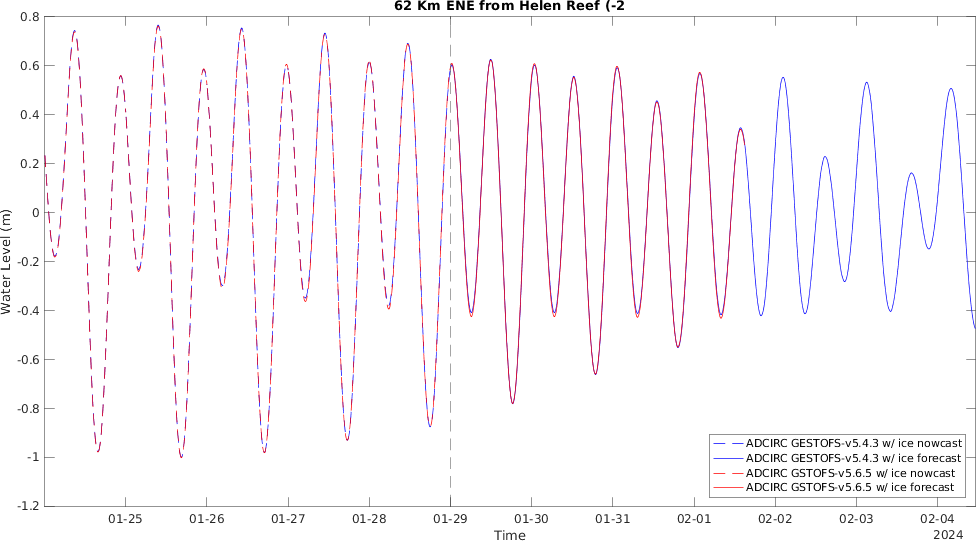 62 Km ENE from Helen Reef (-2
0.8
0.6
0.4
0.2
0
-0.2
-0.4
-0.6
-0.8
-1
-1.2
Water Level (m)
ADCIRC GESTOFS-v5.4.3 w/ ice nowcast
ADCIRC GESTOFS-v5.4.3 w/ ice forecast
ADCIRC GSTOFS-v5.6.5 w/ ice nowcast
ADCIRC GSTOFS-v5.6.5 w/ ice forecast
01-25 01-26 01-27 01-28 01-29 01-30 01-31 02-01 02-02 02-03 02-04
Time
2024